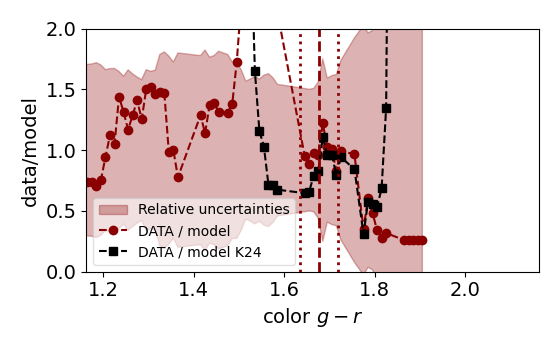 2.0
1.5
1.0
0.5
0.0
data/model
Relative uncertainties
DATA / model
DATA / model K24
1.2 1.4 1.6 1.8 2.0
color g − r